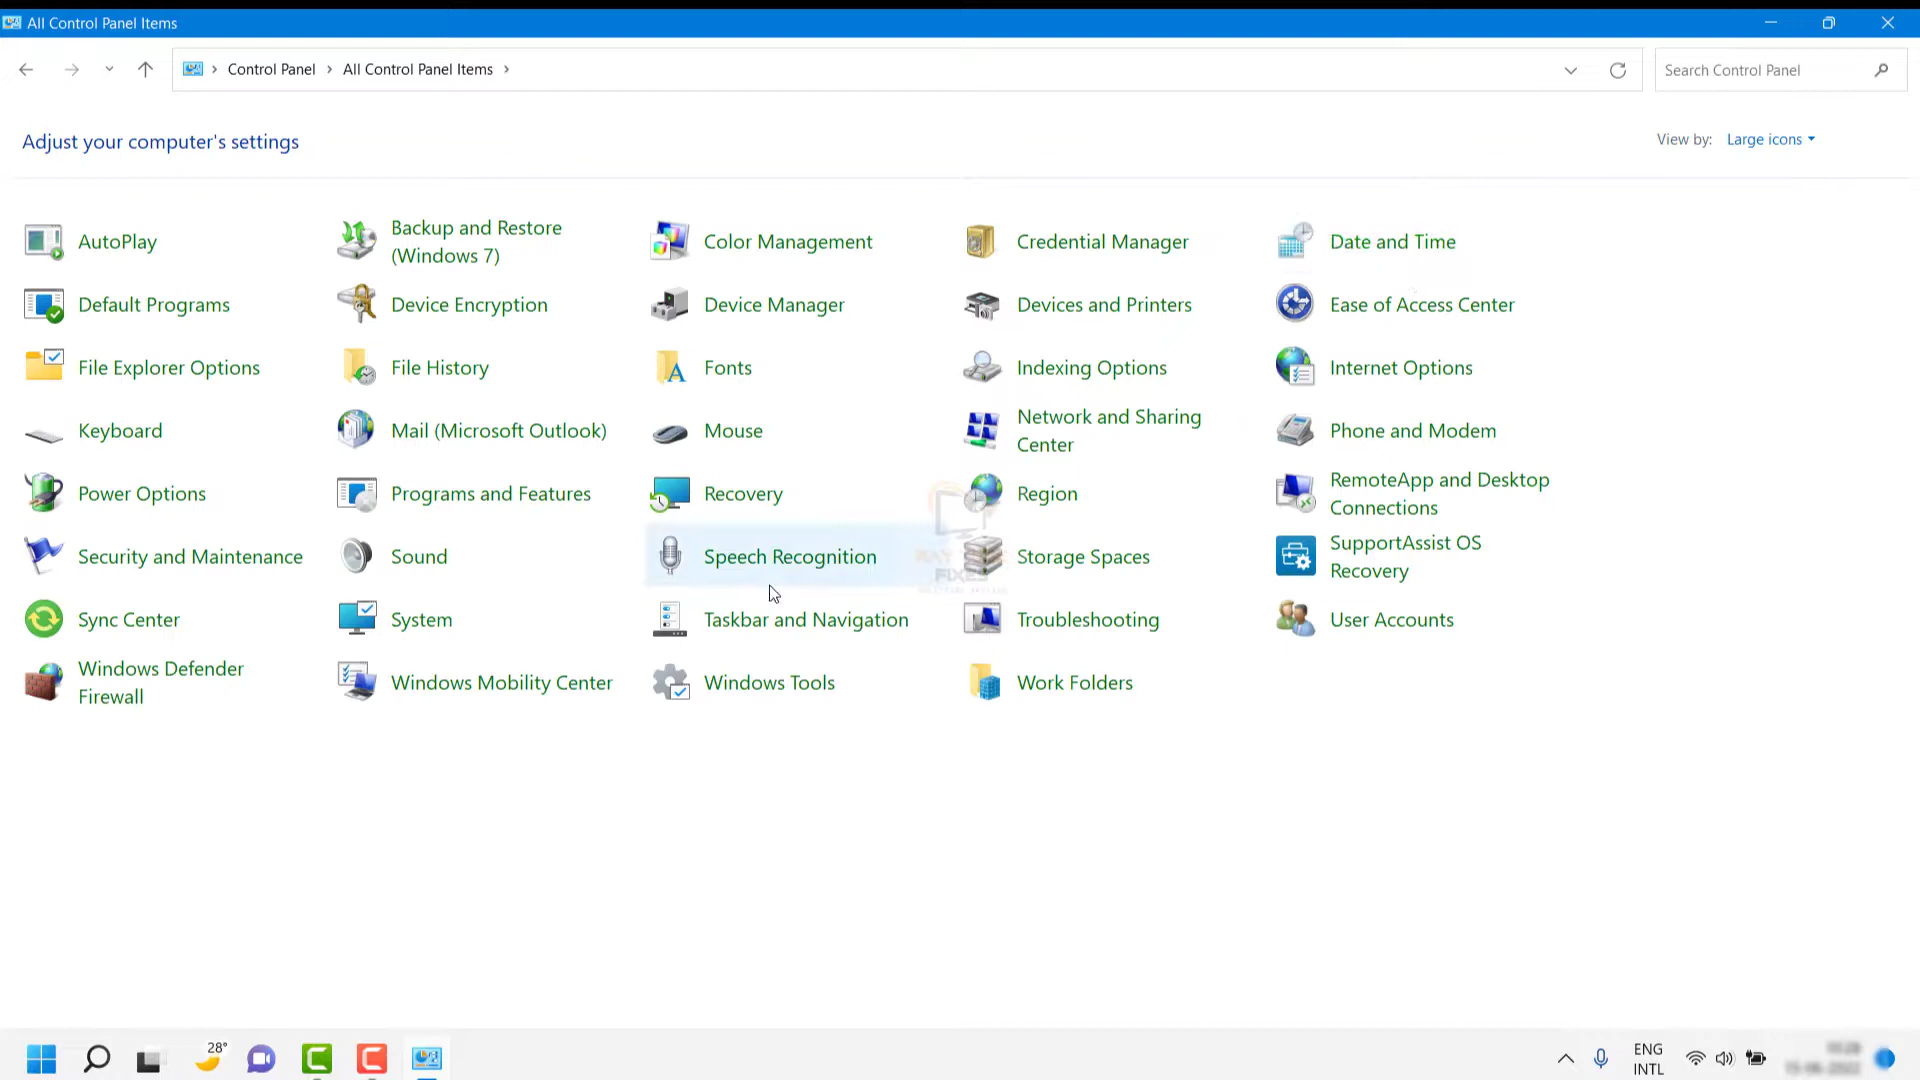 All Control Panel Items
Control Panel > All Control Panel Items >
Search Control Panel
Adjust your computer's settings
View by: Large icons
AutoPlay
Backup and Restore
(Windows 7)
Color Management
Credential Manager
Date and Time
Default Programs
Device Encryption
Device Manager
Devices and Printers
Ease of Access Center
File Explorer Options
File History
Fonts
Indexing Options
Internet Options
Keyboard
Mail (Microsoft Outlook)
Mouse
Network and Sharing
Center
Phone and Modem
Power Options
Programs and Features
Recovery
Region
RemoteApp and Desktop
Connections
Security and Maintenance
Sound
Speech Recognition
Storage Spaces
SupportAssist OS
Recovery
Sync Center
System
Taskbar and Navigation
Troubleshooting
User Accounts
Windows Defender
Firewall
Windows Mobility Center
Windows Tools
Work Folders
FIXES
28°
ENG
INTL